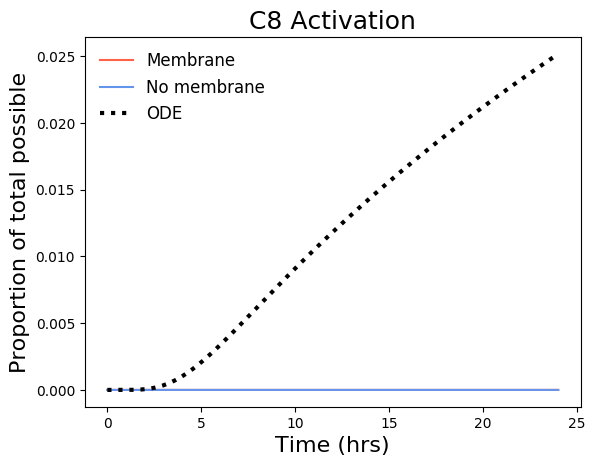 C8 Activation
Membrane
No membrane
ODE
Proportion of total possible
0.025
0.020
0.015
0.010
0.005
0.000
0
5
10
15
20
25
Time (hrs)